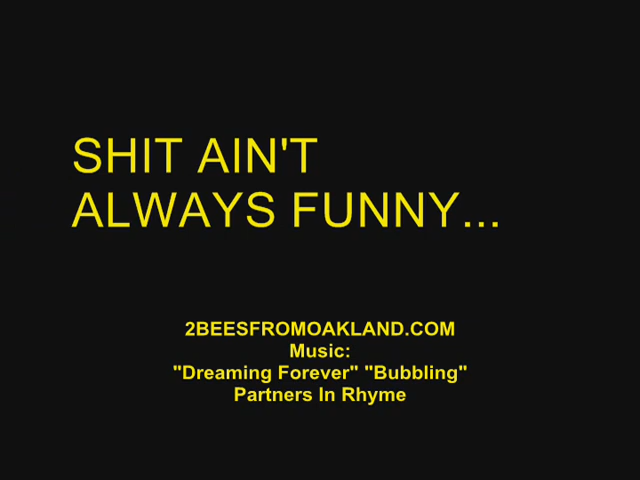 SHIT AIN'T
ALWAYS FUNNY...
2BEESFROMOAKLAND.COM
Music:
"Dreaming Forever" "Bubbling"
Partners In Rhyme